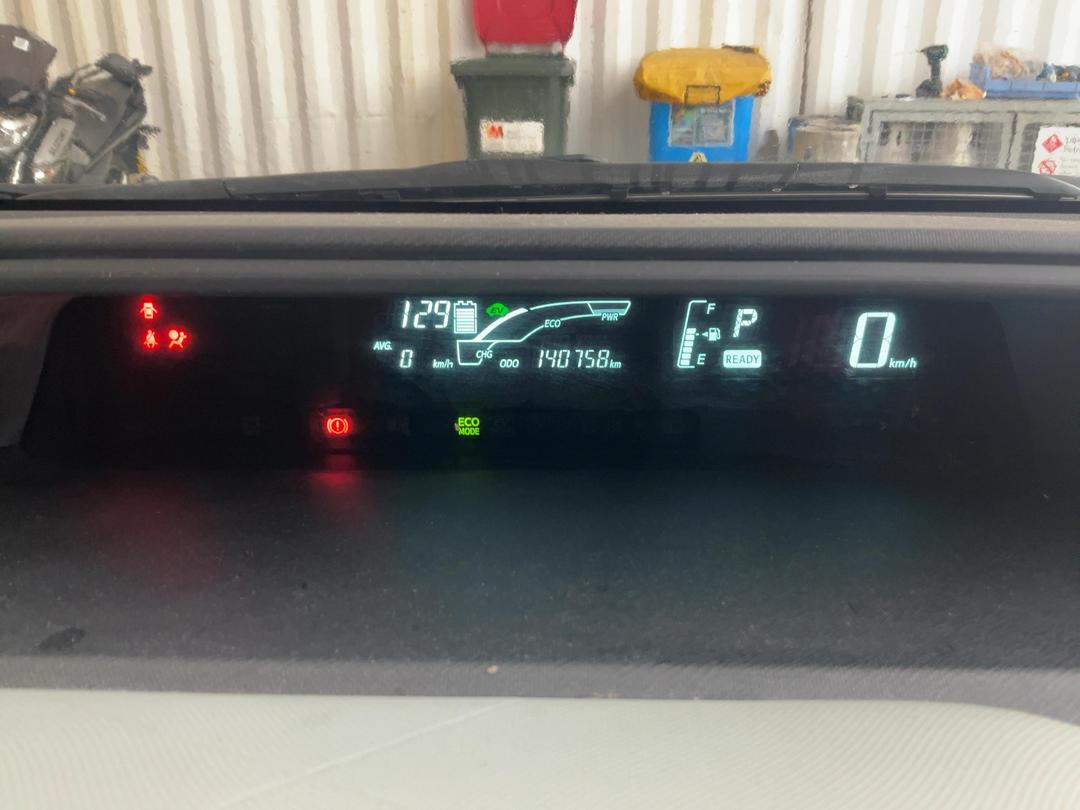 129
EV
PWR
ECO
AVG.
0 km/h
CHG
ODO 140758 km
F
P
E
READY
0 km/h
ECO
MODE